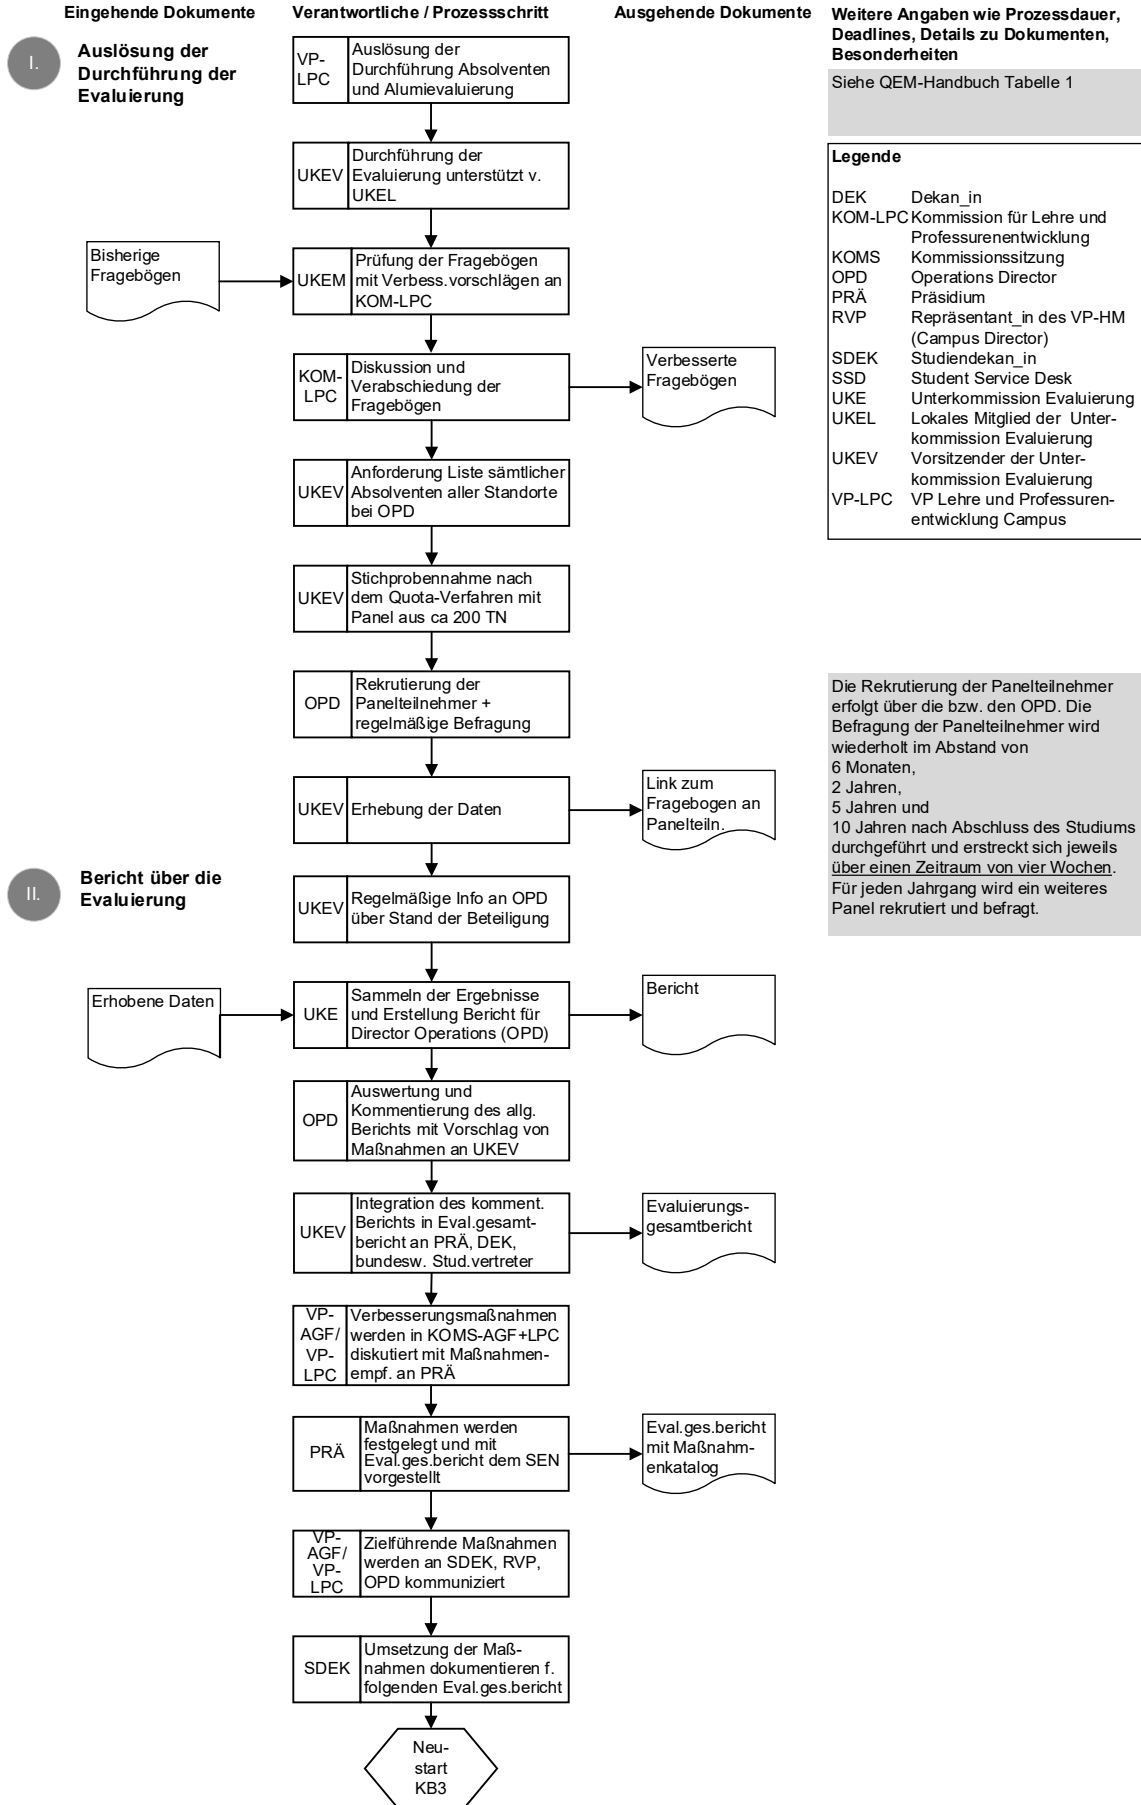 Eingehende Dokumente
Verantwortliche / Prozessschritt
Ausgehende Dokumente
Weitere Angaben wie Prozessdauer,
Deadlines, Details zu Dokumenten,
Besonderheiten
I.
Auslösung der
Durchführung der
Evaluierung
VP-
LPC
Auslösung der
Durchführung Absolventen
und Alumievaluierung
Siehe QEM-Handbuch Tabelle 1
UKEV
Durchführung der
Evaluierung unterstützt v.
UKEL
Legende
DEK Dekan_in
KOM-LPC Kommission für Lehre und
Professurenentwicklung
KOMS Kommissionssitzung
OPD Operations Director
PRÄ Präsidium
RVP Repräsentant_in des VP-HM
(Campus Director)
SDEK Studiendekan_in
SSD Student Service Desk
UKE Unterkommission Evaluierung
UKEL Lokales Mitglied der Unter-
kommission Evaluierung
UKEV Vorsitzender der Unter-
kommission Evaluierung
VP-LPC VP Lehre und Professuren-
entwicklung Campus
Bisherige
Fragebögen
UKEM
Prüfung der Fragebögen
mit Verbess.vorschlägen an
KOM-LPC
KOM-
LPC
Diskussion und
Verabschiedung der
Fragebögen
Verbesserte
Fragebögen
UKEV
Anforderung Liste sämtlicher
Absolventen aller Standorte
bei OPD
UKEV
Stichprobennahme nach
dem Quota-Verfahren mit
Panel aus ca 200 TN
OPD
Rekrutierung der
Panelteilnehmer +
regelmäßige Befragung
Die Rekrutierung der Panelteilnehmer
erfolgt über die bzw. den OPD. Die
Befragung der Panelteilnehmer wird
wiederholt im Abstand von
6 Monaten,
2 Jahren,
5 Jahren und
10 Jahren nach Abschluss des Studiums
durchgeführt und erstreckt sich jeweils
über einen Zeitraum von vier Wochen.
Für jeden Jahrgang wird ein weiteres
Panel rekrutiert und befragt.
UKEV
Erhebung der Daten
Link zum
Fragebogen an
Panelteiln.
II.
Bericht über die
Evaluierung
UKEV
Regelmäßige Info an OPD
über Stand der Beteiligung
Erhobene Daten
UKE
Sammeln der Ergebnisse
und Erstellung Bericht für
Director Operations (OPD)
Bericht
OPD
Auswertung und
Kommentierung des allg.
Berichts mit Vorschlag von
Maßnahmen an UKEV
UKEV
Integration des komment.
Berichts in Eval.gesamt-
bericht an PRÄ, DEK,
bundesw. Stud.vertreter
Evaluierungs-
gesamtbericht
VP-
AGF/
VP-
LPC
Verbesserungsmaßnahmen
werden in KOMS-AGF+LPC
diskutiert mit Maßnahmen-
empf. an PRÄ
PRÄ
Maßnahmen werden
festgelegt und mit
Eval.ges.bericht dem SEN
vorgestellt
Eval.ges.bericht
mit Maßnahm-
enkatalog
VP-
AGF/
VP-
LPC
Zielführende Maßnahmen
werden an SDEK, RVP,
OPD kommuniziert
SDEK
Umsetzung der Maß-
nahmen dokumentieren f.
folgenden Eval.ges.bericht
Neu-
start
KB3